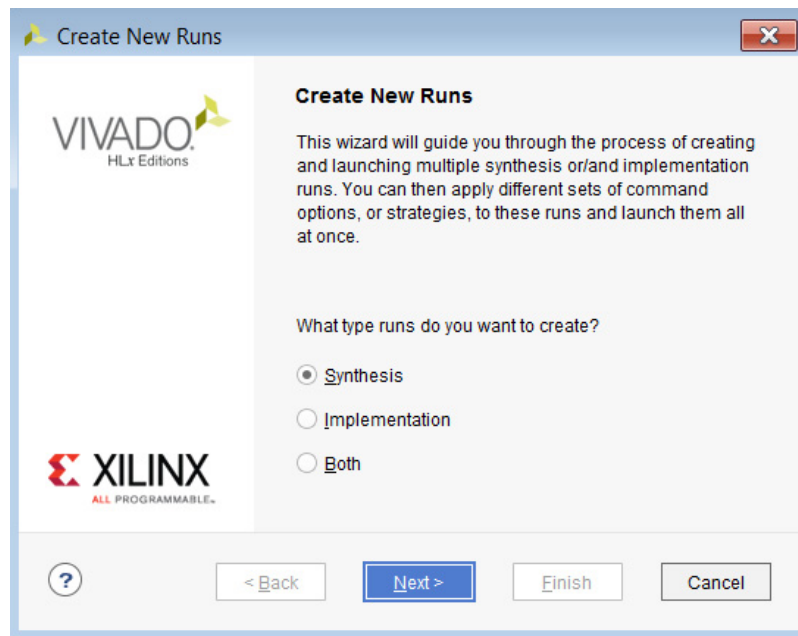 Create New Runs
VIVADO.
HLx Editions
Create New Runs
This wizard will guide you through the process of creating
and launching multiple synthesis or/and implementation
runs. You can then apply different sets of command
options, or strategies, to these runs and launch them all
at once.
What type runs do you want to create?
Synthesis
Implementation
Both
XILINX
ALL PROGRAMMABLE™
? < Back Next > Finish Cancel